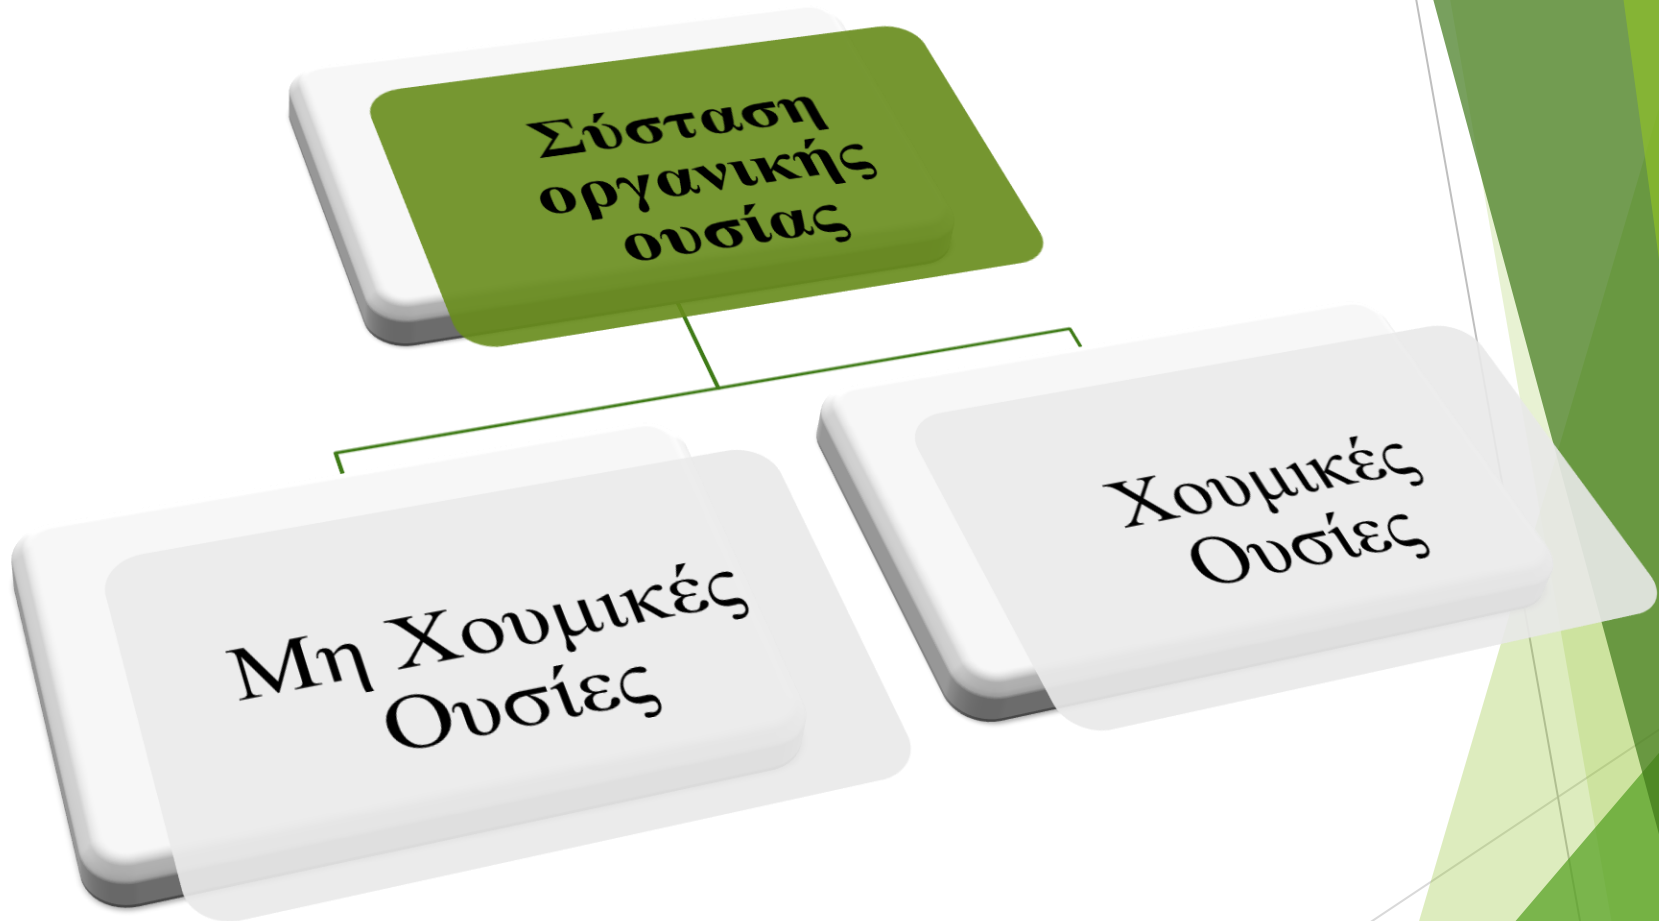 Σύσταση
οργανικής
ουσίας
Μη Χουμικές
Ουσίες
Χουμικές
Ουσίες